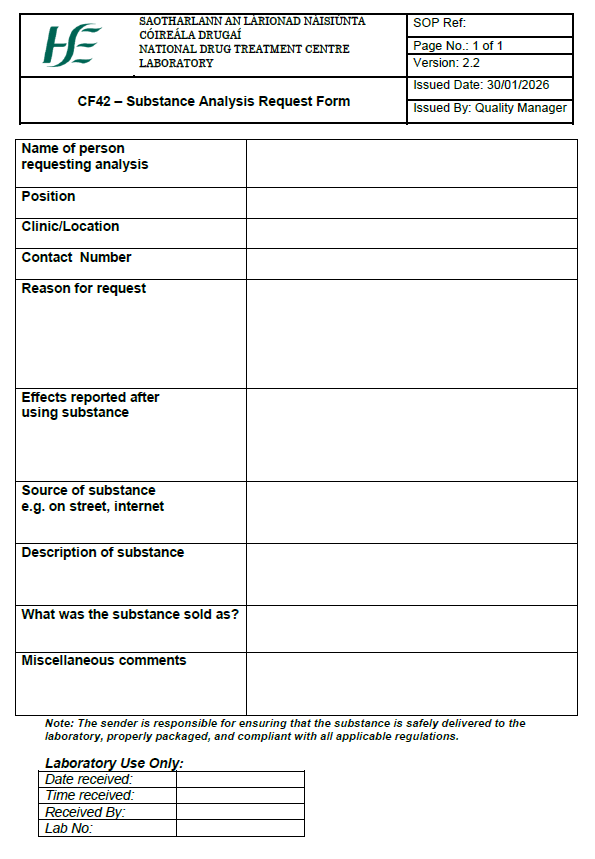 HSE
SAOTHARLANN AN LÀRIONAD NÀISIÚNTA
CÓIREÁLA DRUGAÍ
NATIONAL DRUG TREATMENT CENTRE
LABORATORY
SOP Ref:
Page No.: 1 of 1
Version: 2.2
CF42 – Substance Analysis Request Form
Issued Date: 30/01/2026
Issued By: Quality Manager
Name of person
requesting analysis
Position
Clinic/Location
Contact Number
Reason for request
Effects reported after
using substance
Source of substance
e.g. on street, internet
Description of substance
What was the substance sold as?
Miscellaneous comments
Note: The sender is responsible for ensuring that the substance is safely delivered to the
laboratory, properly packaged, and compliant with all applicable regulations.
Laboratory Use Only:
Date received:
Time received:
Received By:
Lab No: